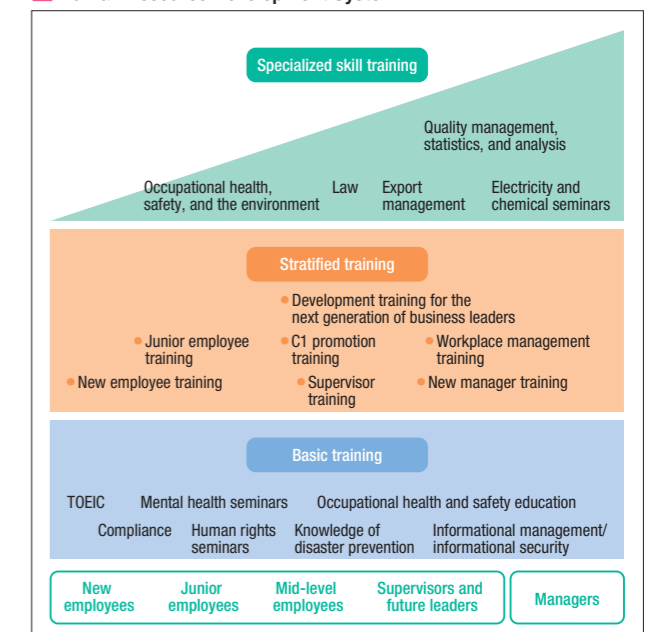 Specialized skill training
Quality management,
statistics, and analysis
Occupational health,
safety, and the environment
Law
Export
management
Electricity and
chemical seminars
Stratified training
• Development training for the
next generation of business leaders
• Junior employee
training
• C1 promotion
training
• Workplace management
training
• New employee training
• Supervisor
training
• New manager training
Basic training
TOEIC
Mental health seminars
Occupational health and safety education
Compliance
Human rights
seminars
Knowledge of
disaster prevention
Informational management/
informational security
New
employees
Junior
employees
Mid-level
employees
Supervisors and
future leaders
Managers